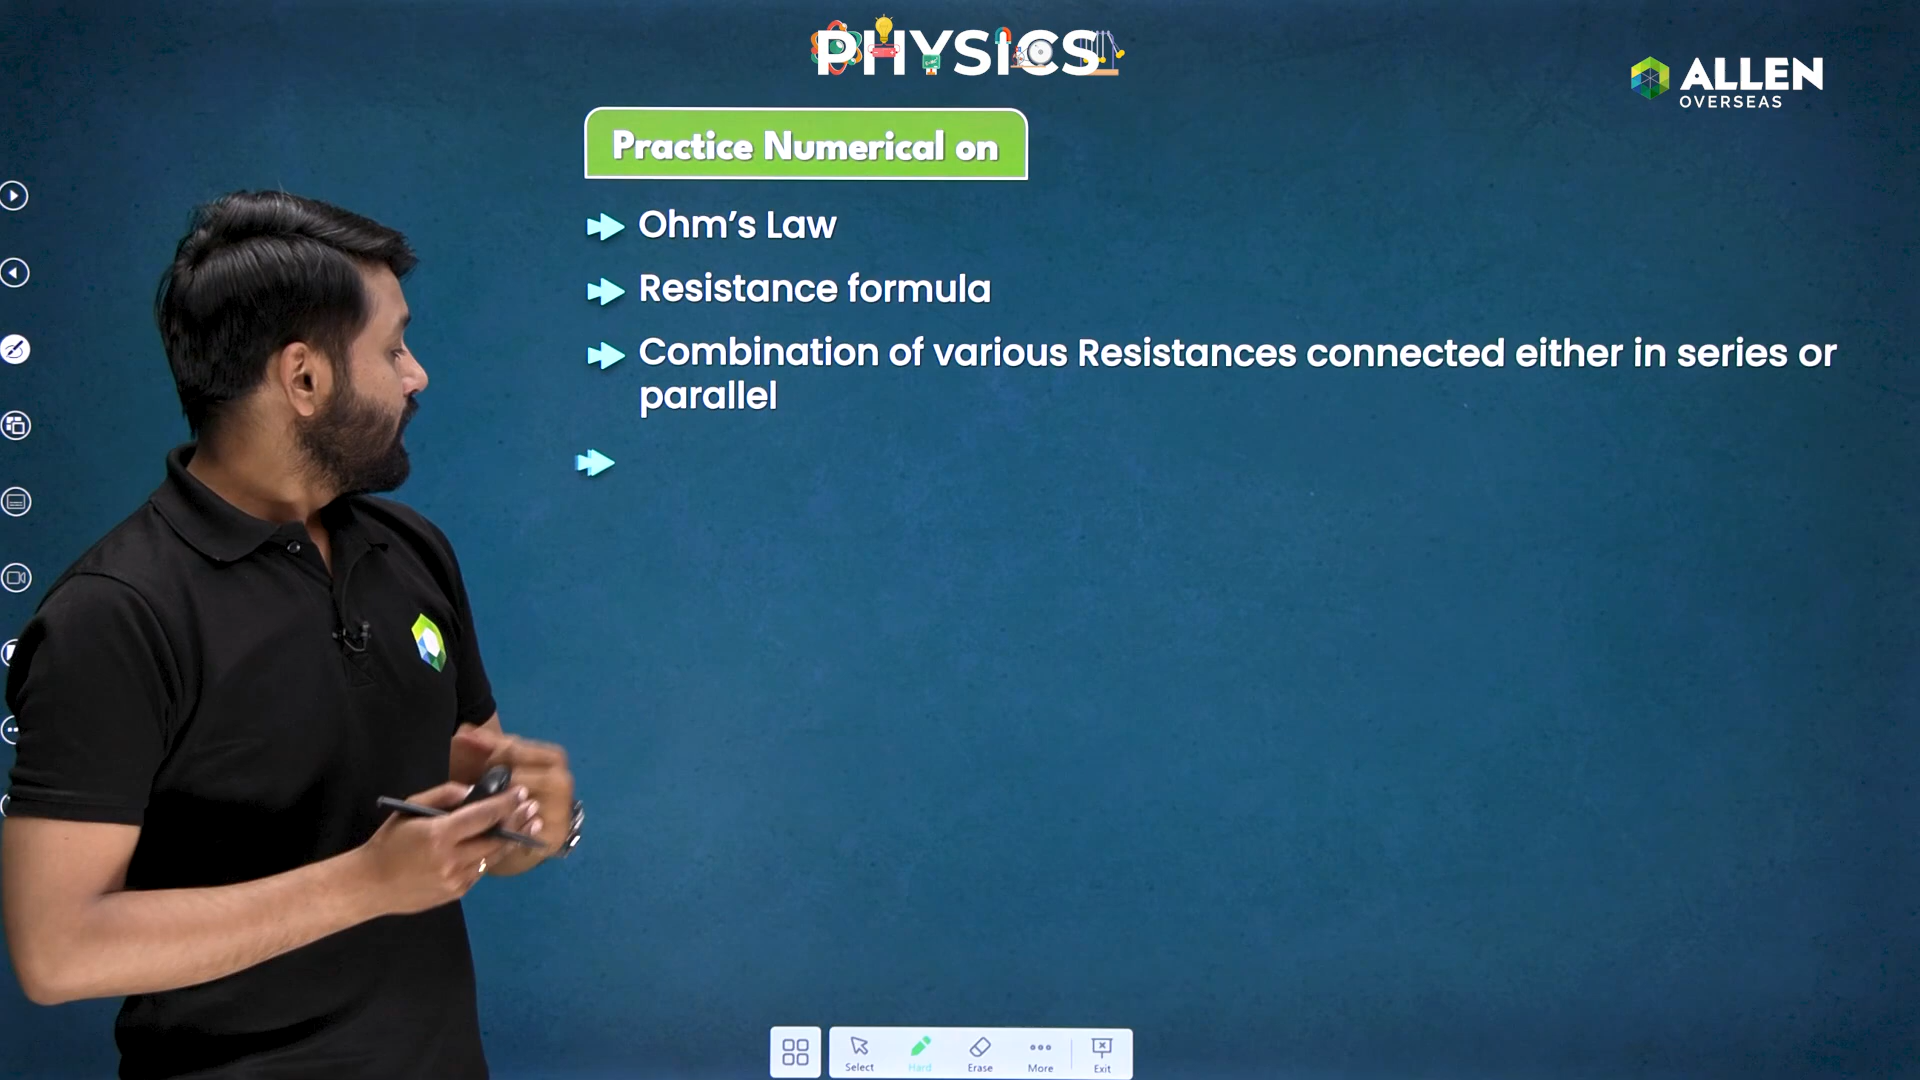 PHYSICS
ALLEN
OVERSEAS
Practice Numerical on
Ohm's Law
Resistance formula
Combination of various Resistances connected either in series or
parallel
Select
Hard
Erase
More
Exit